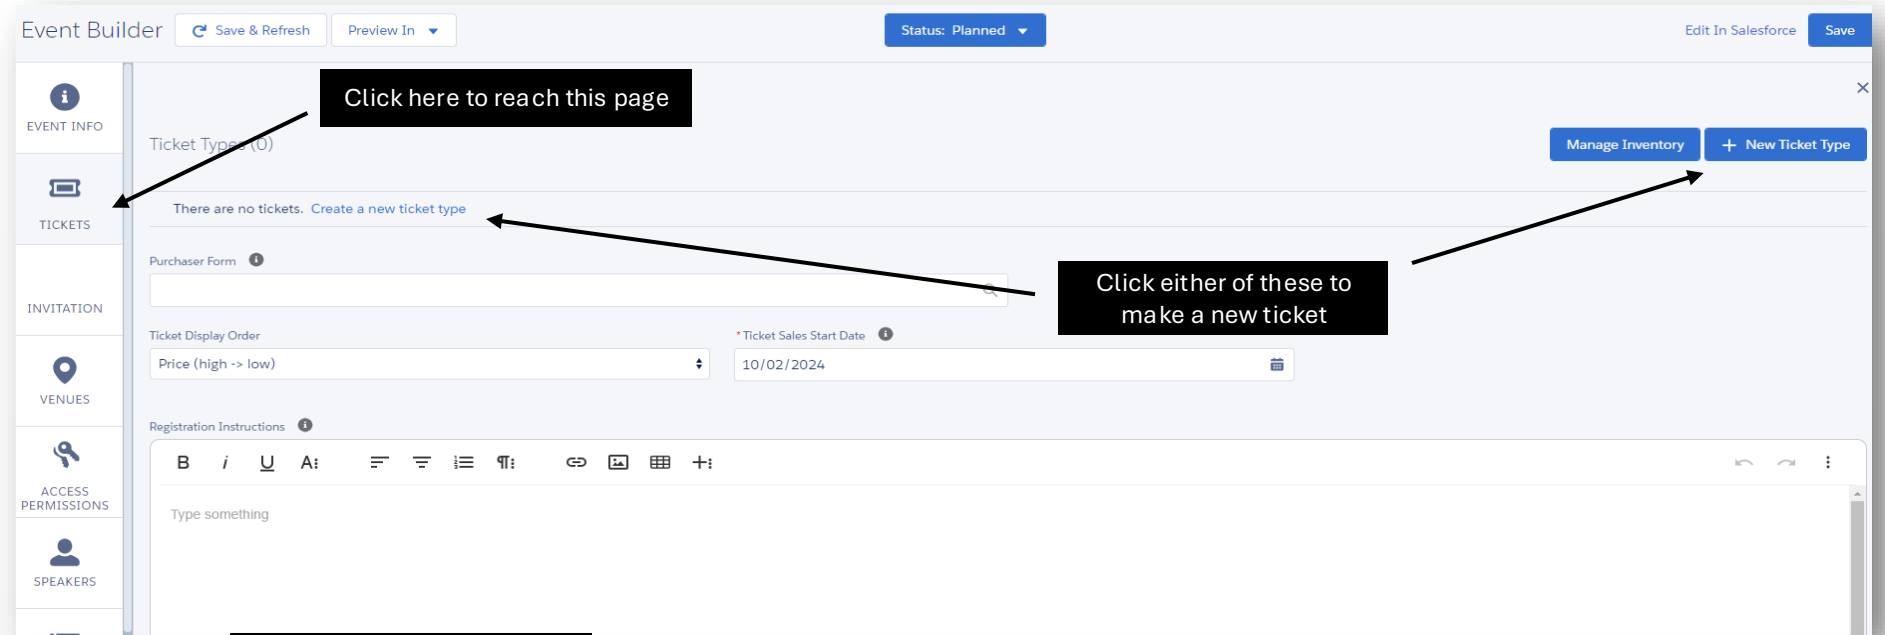 Event Builder
Save & Refresh
Preview In
Status: Planned
Edit In Salesforce
Save
EVENT INFO
Click here to reach this page
Ticket Types (0)
Manage Inventory
+ New Ticket Type
TICKETS
There are no tickets. Create a new ticket type
Purchaser Form
Click either of these to
make a new ticket
INVITATION
Ticket Display Order
*Ticket Sales Start Date
Price (high -> low)
10/02/2024
VENUES
Registration Instructions
B i U A
ACCESS
PERMISSIONS
Type something
SPEAKERS